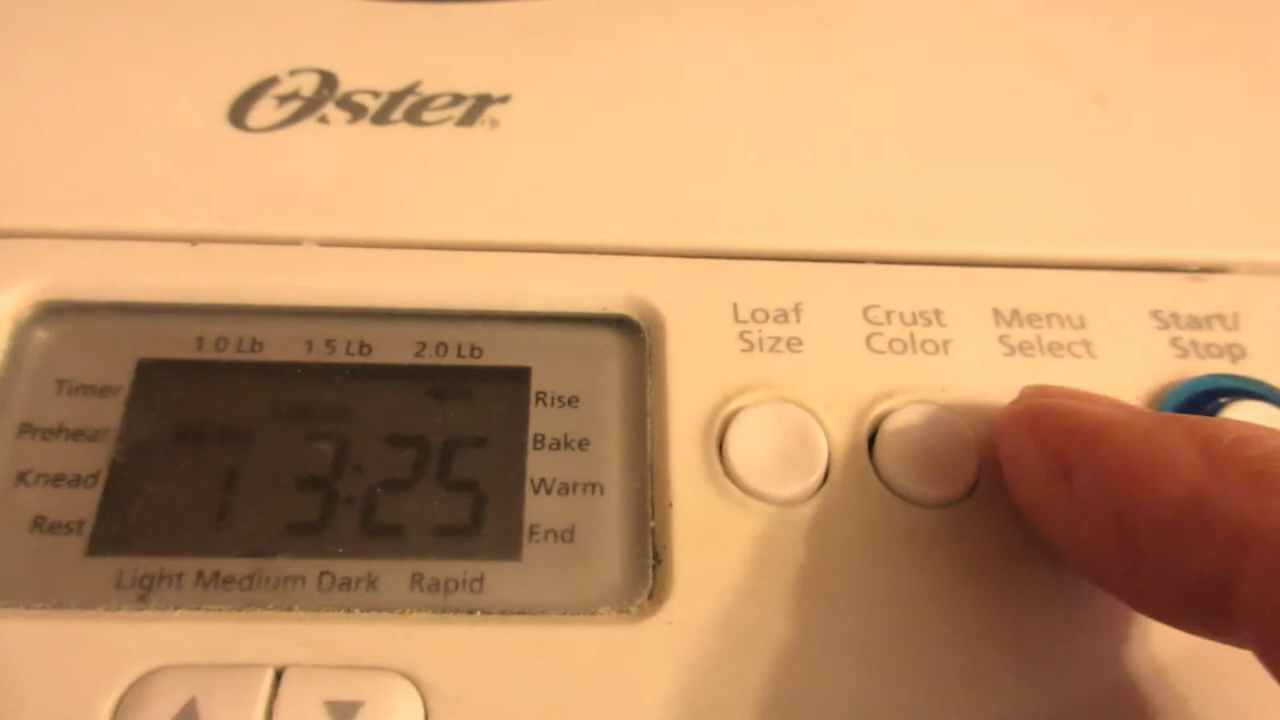 Oster
Loaf Size
Crust Color
Menu Select
Start/ Stop
1.0 Lb 1.5 Lb 2.0 Lb
Timer
Preheat
Knead
Rest
1 3:25
Rise
Bake
Warm
End
Light Medium Dark Rapid